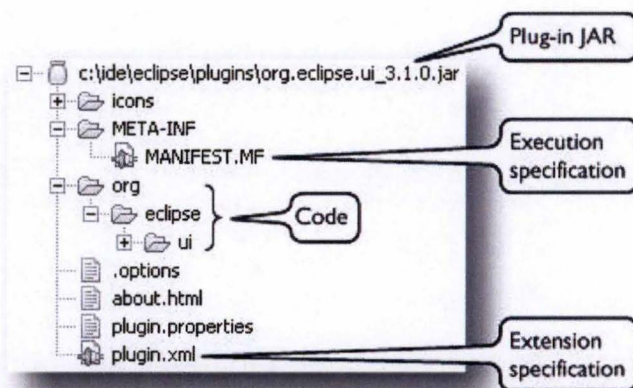 Plug-in JAR
c:\ide\eclipse\plugins\org.eclipse.ui_3.1.0.jar
icons
META-INF
MANIFEST.MF
Execution
specification
org
eclipse
Code
ui
.options
about.html
plugin.properties
plugin.xml
Extension
specification